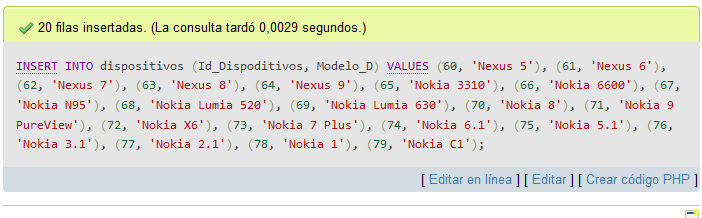 20 filas insertadas. (La consulta tardó 0,0029 segundos.)
INSERT INTO dispositivos (Id_Dispoditivos, Modelo_D) VALUES (60, 'Nexus 5'), (61, 'Nexus 6'),
(62, 'Nexus 7'), (63, 'Nexus 8'), (64, 'Nexus 9'), (65, 'Nokia 3310'), (66, 'Nokia 6600'), (67,
'Nokia N95'), (68, 'Nokia Lumia 520'), (69, 'Nokia Lumia 630'), (70, 'Nokia 8'), (71, 'Nokia 9
PureView'), (72, 'Nokia X6'), (73, 'Nokia 7 Plus'), (74, 'Nokia 6.1'), (75, 'Nokia 5.1'), (76,
'Nokia 3.1'), (77, 'Nokia 2.1'), (78, 'Nokia 1'), (79, 'Nokia C1');
[ Editar en línea ] [ Editar ] [ Crear código PHP ]